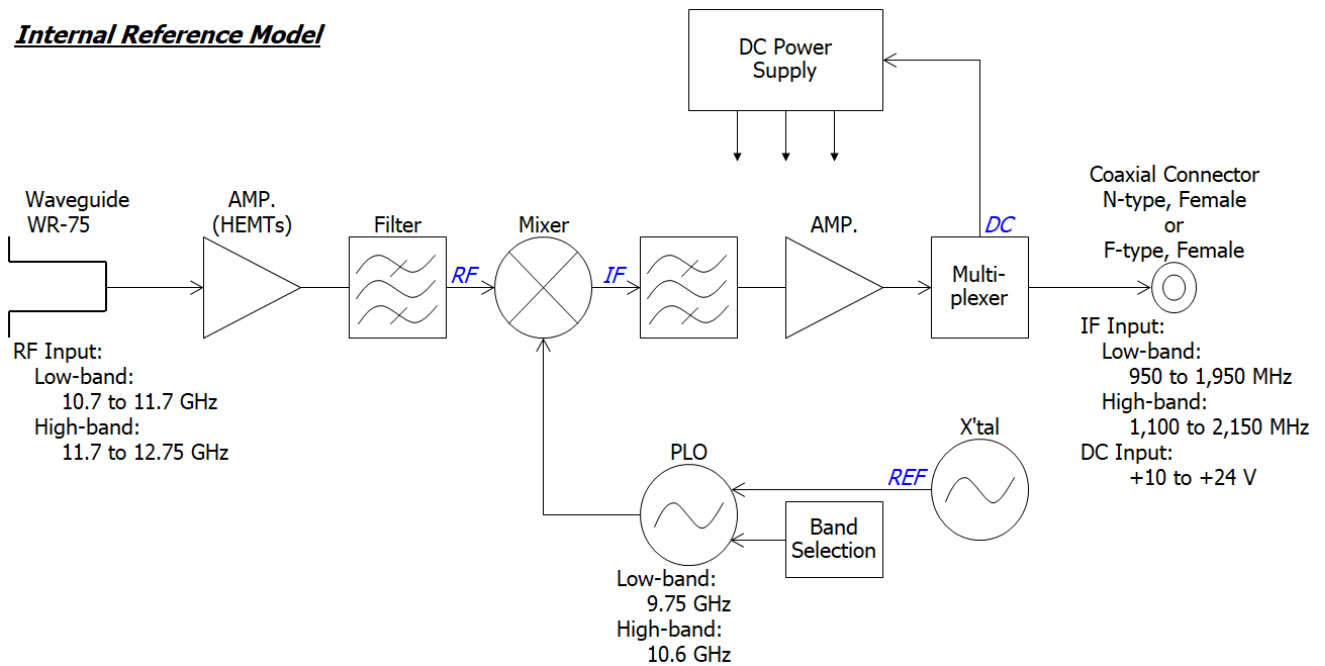 Internal Reference Model
DC Power
Supply
Waveguide
WR-75
AMP.
(HEMTs)
Filter
RF
Mixer
IF
AMP.
DC
Multi-
plexer
Coaxial Connector
N-type, Female
or
F-type, Female
RF Input:
Low-band:
10.7 to 11.7 GHz
High-band:
11.7 to 12.75 GHz
IF Input:
Low-band:
950 to 1,950 MHz
High-band:
1,100 to 2,150 MHz
DC Input:
+10 to +24 V
PLO
REF
X'tal
Band
Selection
Low-band:
9.75 GHz
High-band:
10.6 GHz